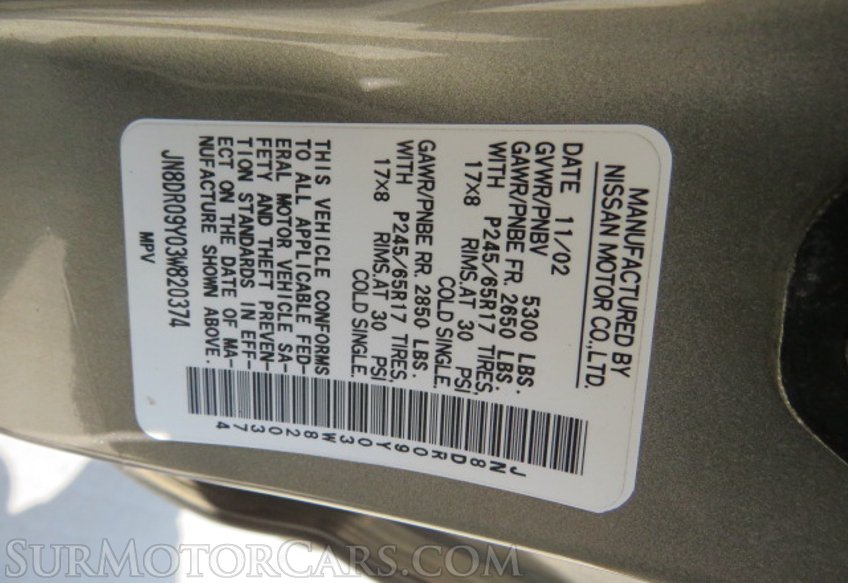 MANUFACTURED BY
NISSAN MOTOR CO.,LTD.
DATE 11/02
GVWR/PNBV 5300 LBS.
GAWR/PNBE FR. 2650 LBS.
WITH P245/65R17 TIRES,
17X8 RIMS.AT 30 PSI
COLD SINGLE.
GAWR/PNBE RR. 2850 LBS.
WITH P245/65R17 TIRES,
17X8 RIMS.AT 30 PSI
COLD SINGLE.
THIS VEHICLE CONFORMS
TO ALL APPLICABLE FED-
ERAL MOTOR VEHICLE SA-
FETY AND THEFT PREVEN-
TION STANDARDS IN EFF-
ECT ON THE DATE OF MA-
NUFACTURE SHOWN ABOVE.
JN8DR09Y03W820374
MPV
JN8DR09Y03W820374
SurMotorCars.com